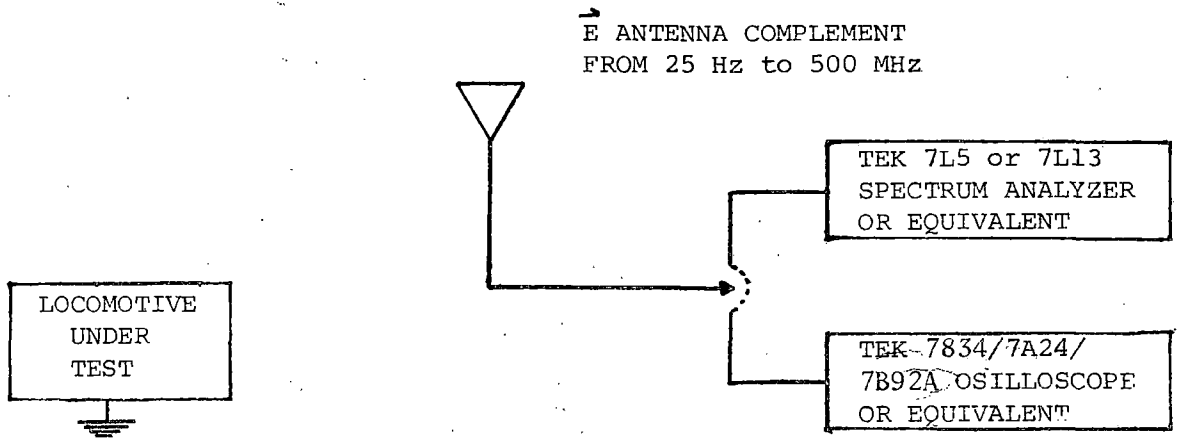 E ANTENNA COMPLEMENT
FROM 25 Hz to 500 MHz
TEK 7L5 or 7L13
SPECTRUM ANALYZER
OR EQUIVALENT
LOCOMOTIVE
UNDER
TEST
TEK 7834/7A24/
7B92A OSILLOSCOPE
OR EQUIVALENT